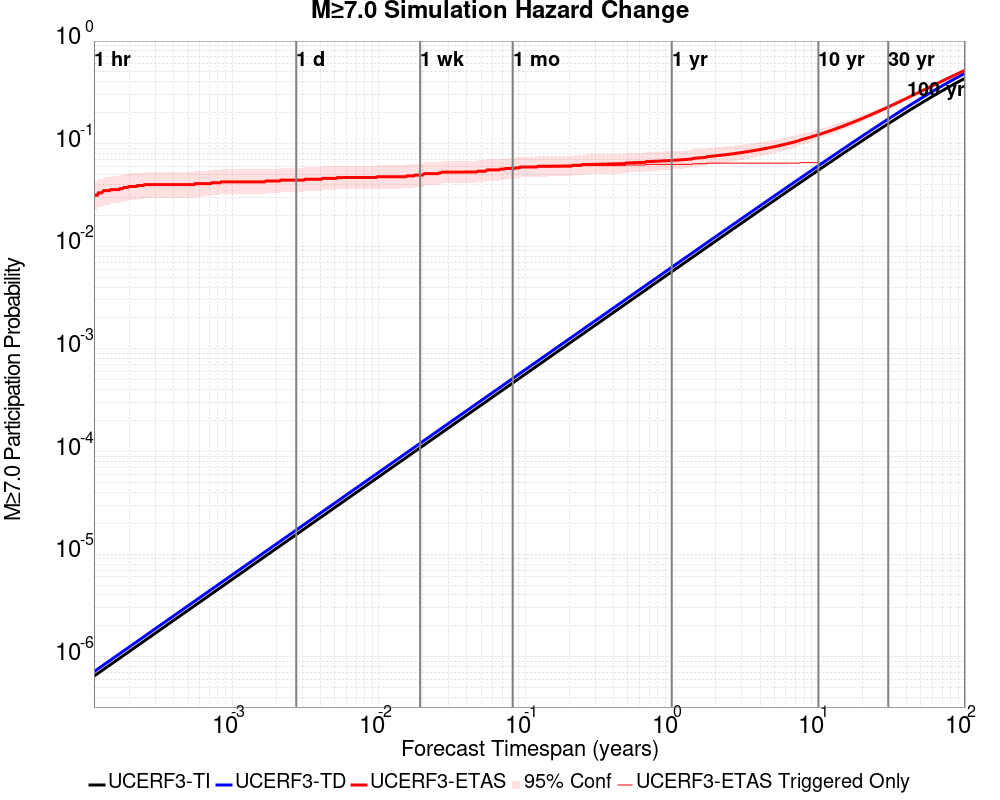 M≥7.0 Simulation Hazard Change
10^0
1 hr 1 d 1 wk 1 mo 1 yr 10 yr 30 yr
100 yr
10^-1
10^-2
10^-3
10^-4
10^-5
10^-6
M≥7.0 Participation Probability
10^-3 10^-2 10^-1 10^0 10^1 10^2
Forecast Timespan (years)
UCERF3-TI UCERF3-TD UCERF3-ETAS 95% Conf UCERF3-ETAS Triggered Only